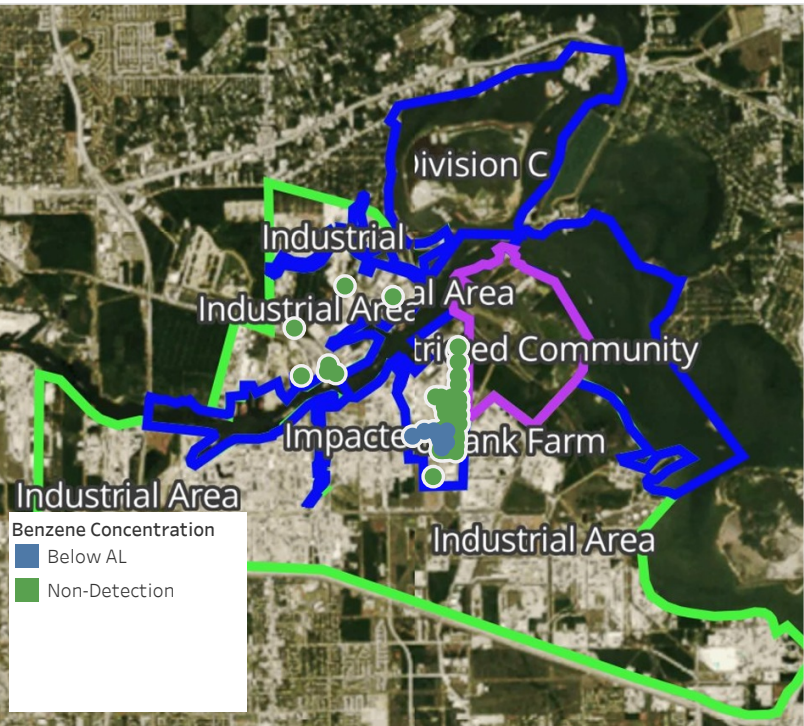 Division C
Industrial
al Area
Industrial Area
tricted Community
Impacte
ank Farm
Industrial Area
Industrial Area
Benzene Concentration
Below AL
Non-Detection